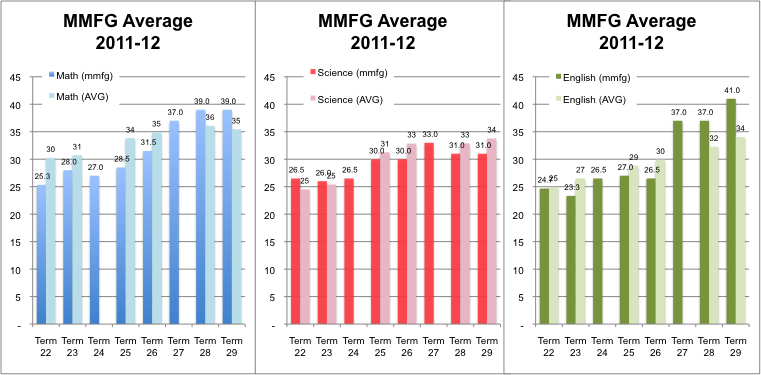 MMFG Average
2011-12
45
40
35
30
25
20
15
10
5
-
Math (mmfg)
Math (AVG)
25.3
30
28.0
31
27.0
28.5
34
31.5
35
37.0
39.0
36
39.0
35
Term 22
Term 23
Term 24
Term 25
Term 26
Term 27
Term 28
Term 29
MMFG Average
2011-12
45
40
35
30
25
20
15
10
5
-
Science (mmfg)
Science (AVG)
26.5
25
26.0
25
26.5
30.0
31
30.0
33
33.0
31.0
33
31.0
34
Term 22
Term 23
Term 24
Term 25
Term 26
Term 27
Term 28
Term 29
MMFG Average
2011-12
45
40
35
30
25
20
15
10
5
-
English (mmfg)
English (AVG)
25
23.3
27
26.5
27.0
29
26.5
30
37.0
37.0
32
41.0
34
Term 22
Term 23
Term 24
Term 25
Term 26
Term 27
Term 28
Term 29